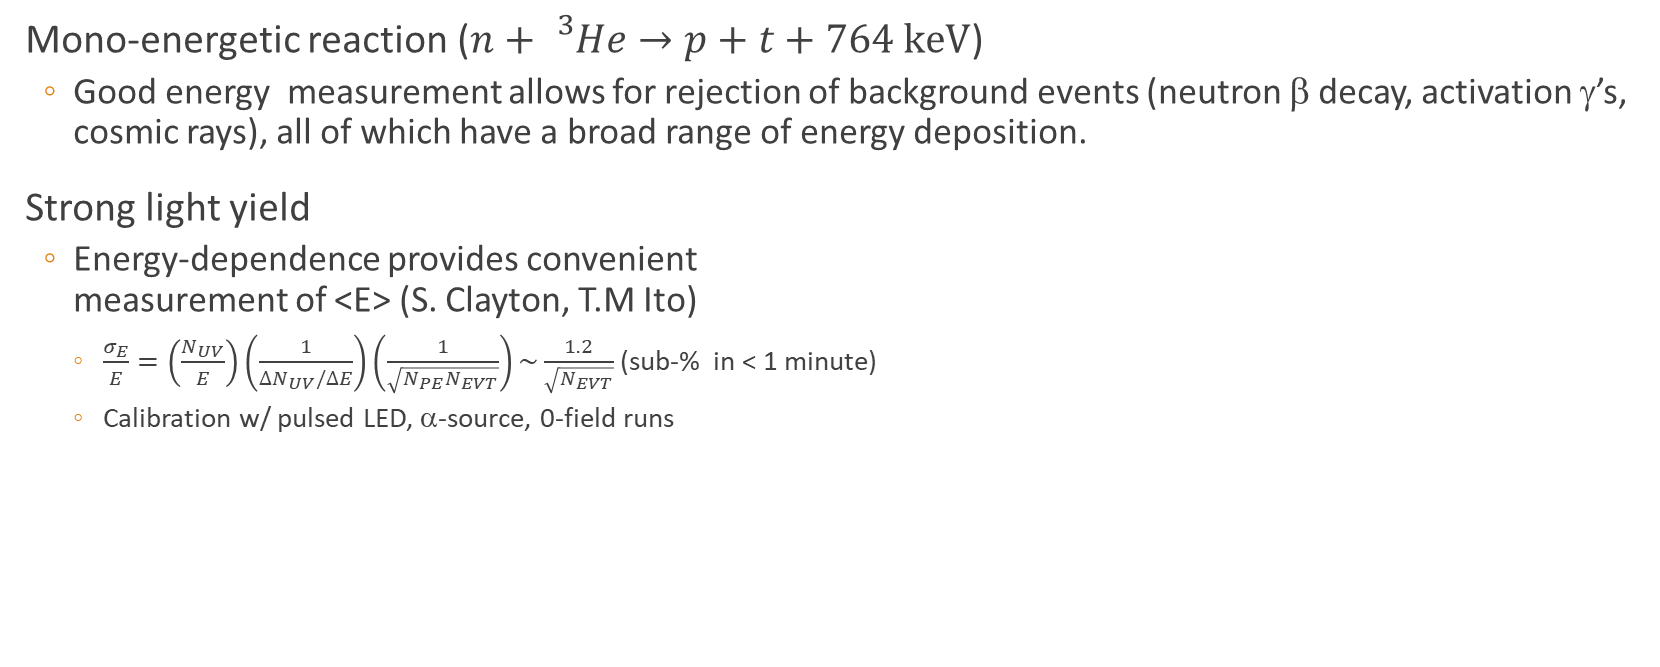 Mono-energetic reaction (n + ³He → p + t + 764 keV)
◦ Good energy  measurement allows for rejection of background events (neutron β decay, activation γ's,
cosmic rays), all of which have a broad range of energy deposition.
Strong light yield
◦ Energy-dependence provides convenient
measurement of <E> (S. Clayton, T.M Ito)
◦ σ_E/E = (N_UV/E) (1/(ΔN_UV/ΔE)) (1/√(N_PE N_EVT)) ~ 1.2/√(N_EVT) (sub-%  in < 1 minute)
◦ Calibration w/ pulsed LED, α-source, 0-field runs